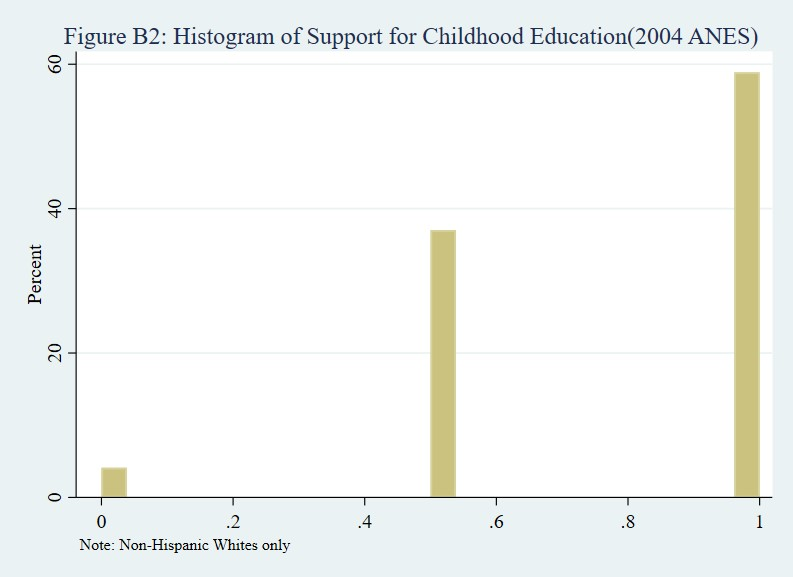 Figure B2: Histogram of Support for Childhood Education(2004 ANES)
60
40
20
0
Percent
0 .2 .4 .6 .8 1
Note: Non-Hispanic Whites only